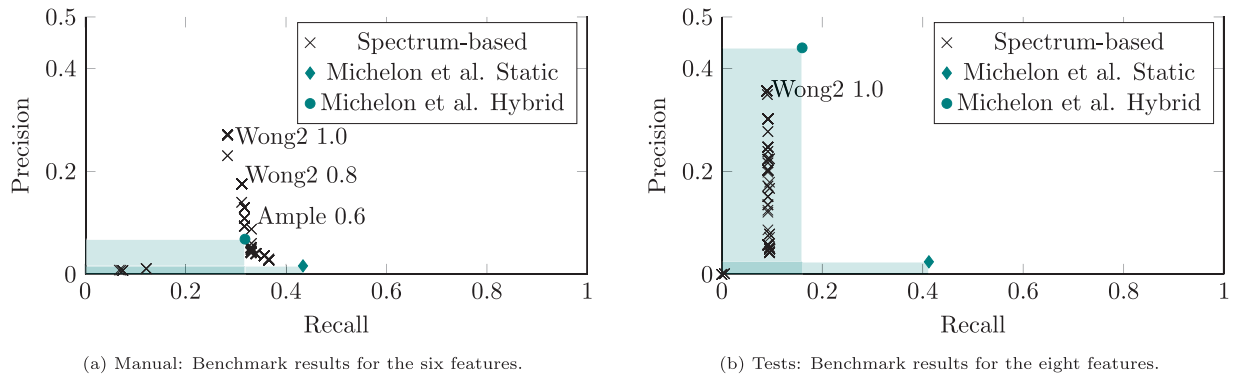 0.5
0.4
0.2
0
Precision
Spectrum-based
Michelon et al. Static
Michelon et al. Hybrid
Wong2 1.0
Wong2 0.8
Ample 0.6
0 0.2 0.4 0.6 0.8 1
Recall
(a) Manual: Benchmark results for the six features.
0.5
0.4
0.2
0
Precision
Spectrum-based
Michelon et al. Static
Michelon et al. Hybrid
Wong2 1.0
0 0.2 0.4 0.6 0.8 1
Recall
(b) Tests: Benchmark results for the eight features.